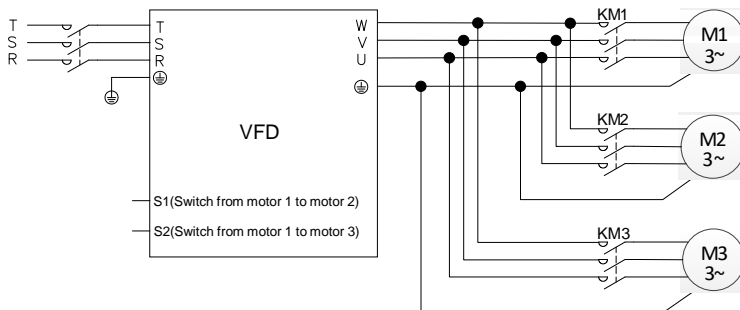 T T W KM1
S S V M1
R R U 3~
KM2
VFD M2
3~
S1(Switch from motor 1 to motor 2)
S2(Switch from motor 1 to motor 3)
KM3
M3
3~